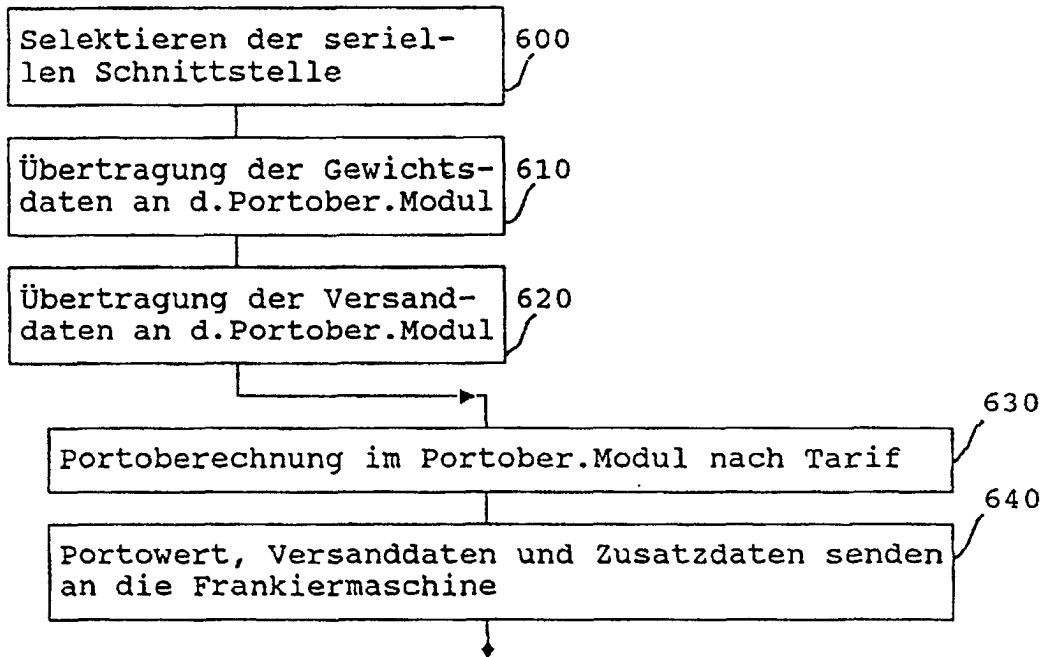 Selektieren der seriel-
len Schnittstelle
600
Übertragung der Gewichts-
daten an d.Portober.Modul
610
Übertragung der Versand-
daten an d.Portober.Modul
620
630
Portoberechnung im Portober.Modul nach Tarif
640
Portowert, Versanddaten und Zusatzdaten senden
an die Frankiermaschine